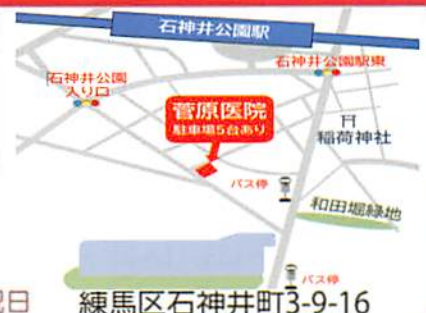 石神井公園駅
石神井公園駅東
石神井公園
入り口
菅原医院
駐車場5台あり
稲荷神社
バス停
和田堀緑地
バス停
日
練馬区石神井町3-9-16